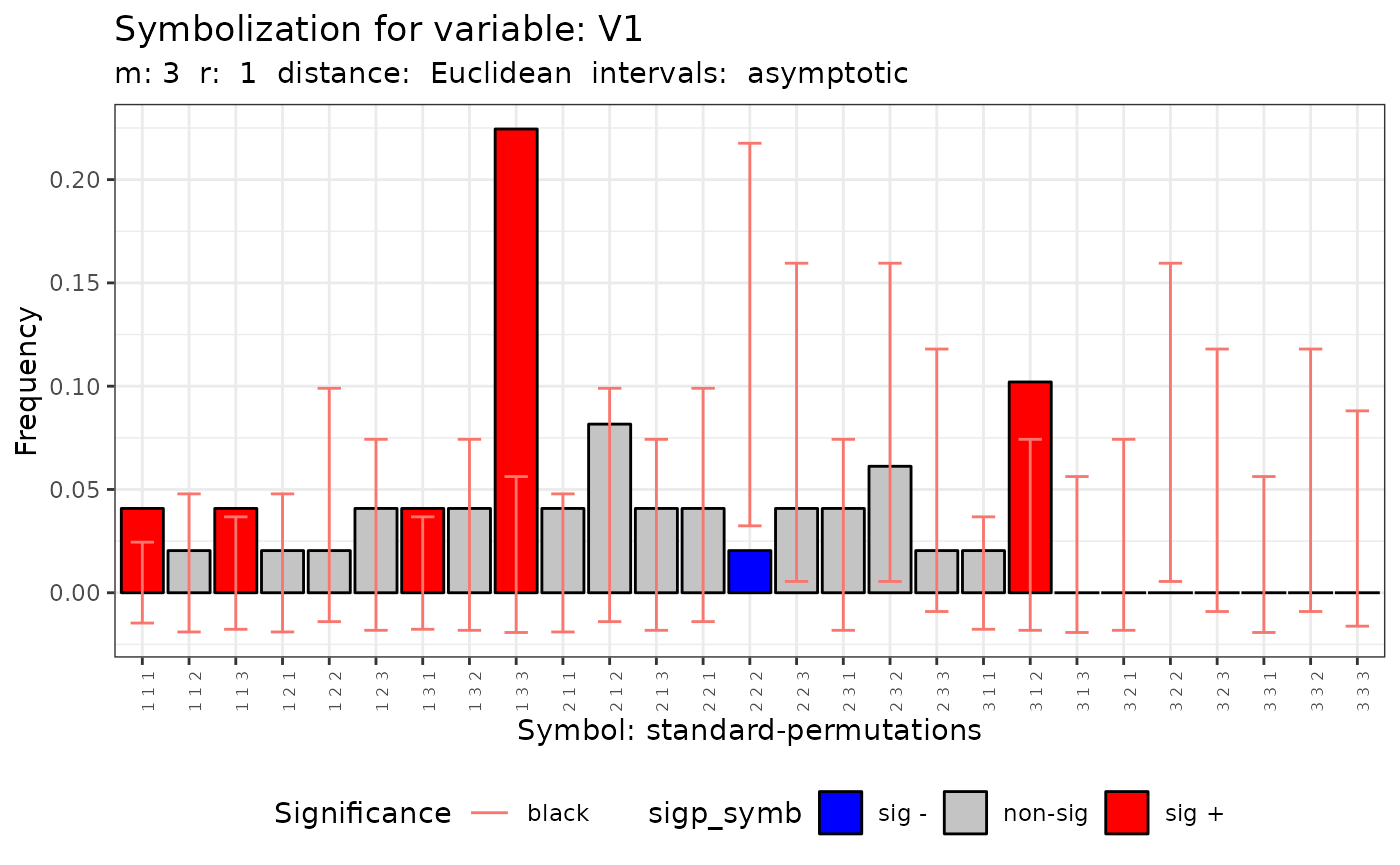 Symbolization for variable: V1
m: 3 r: 1 distance: Euclidean intervals: asymptotic
Frequency
0.20
0.15
0.10
0.05
0.00
1 1 1
1 1 2
1 1 3
1 2 1
1 2 2
1 2 3
1 3 1
1 3 2
1 3 3
2 1 1
2 1 2
2 1 3
2 2 1
2 2 2
2 2 3
2 3 1
2 3 2
2 3 3
3 1 1
3 1 2
3 1 3
3 2 1
3 2 2
3 2 3
3 3 1
3 3 2
3 3 3
Symbol: standard-permutations
Significance black sigp_symb sig - non-sig sig +